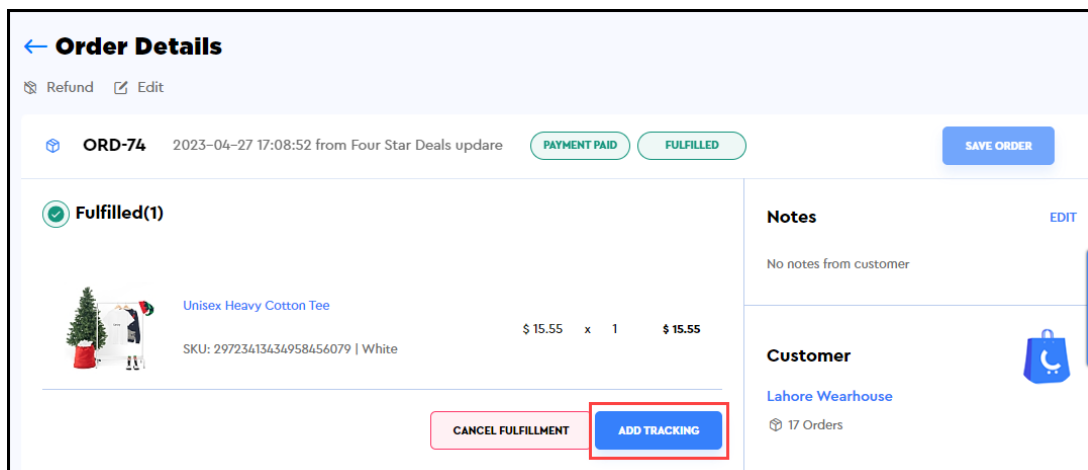 Order Details
Refund Edit
ORD-74 2023-04-27 17:08:52 from Four Star Deals updare PAYMENT PAID FULFILLED SAVE ORDER
Fulfilled(1)
Notes EDIT
No notes from customer
Unisex Heavy Cotton Tee
$ 15.55 x 1 $ 15.55
SKU: 29723413434958456079 | White
Customer
Lahore Wearhouse
17 Orders
CANCEL FULFILLMENT ADD TRACKING